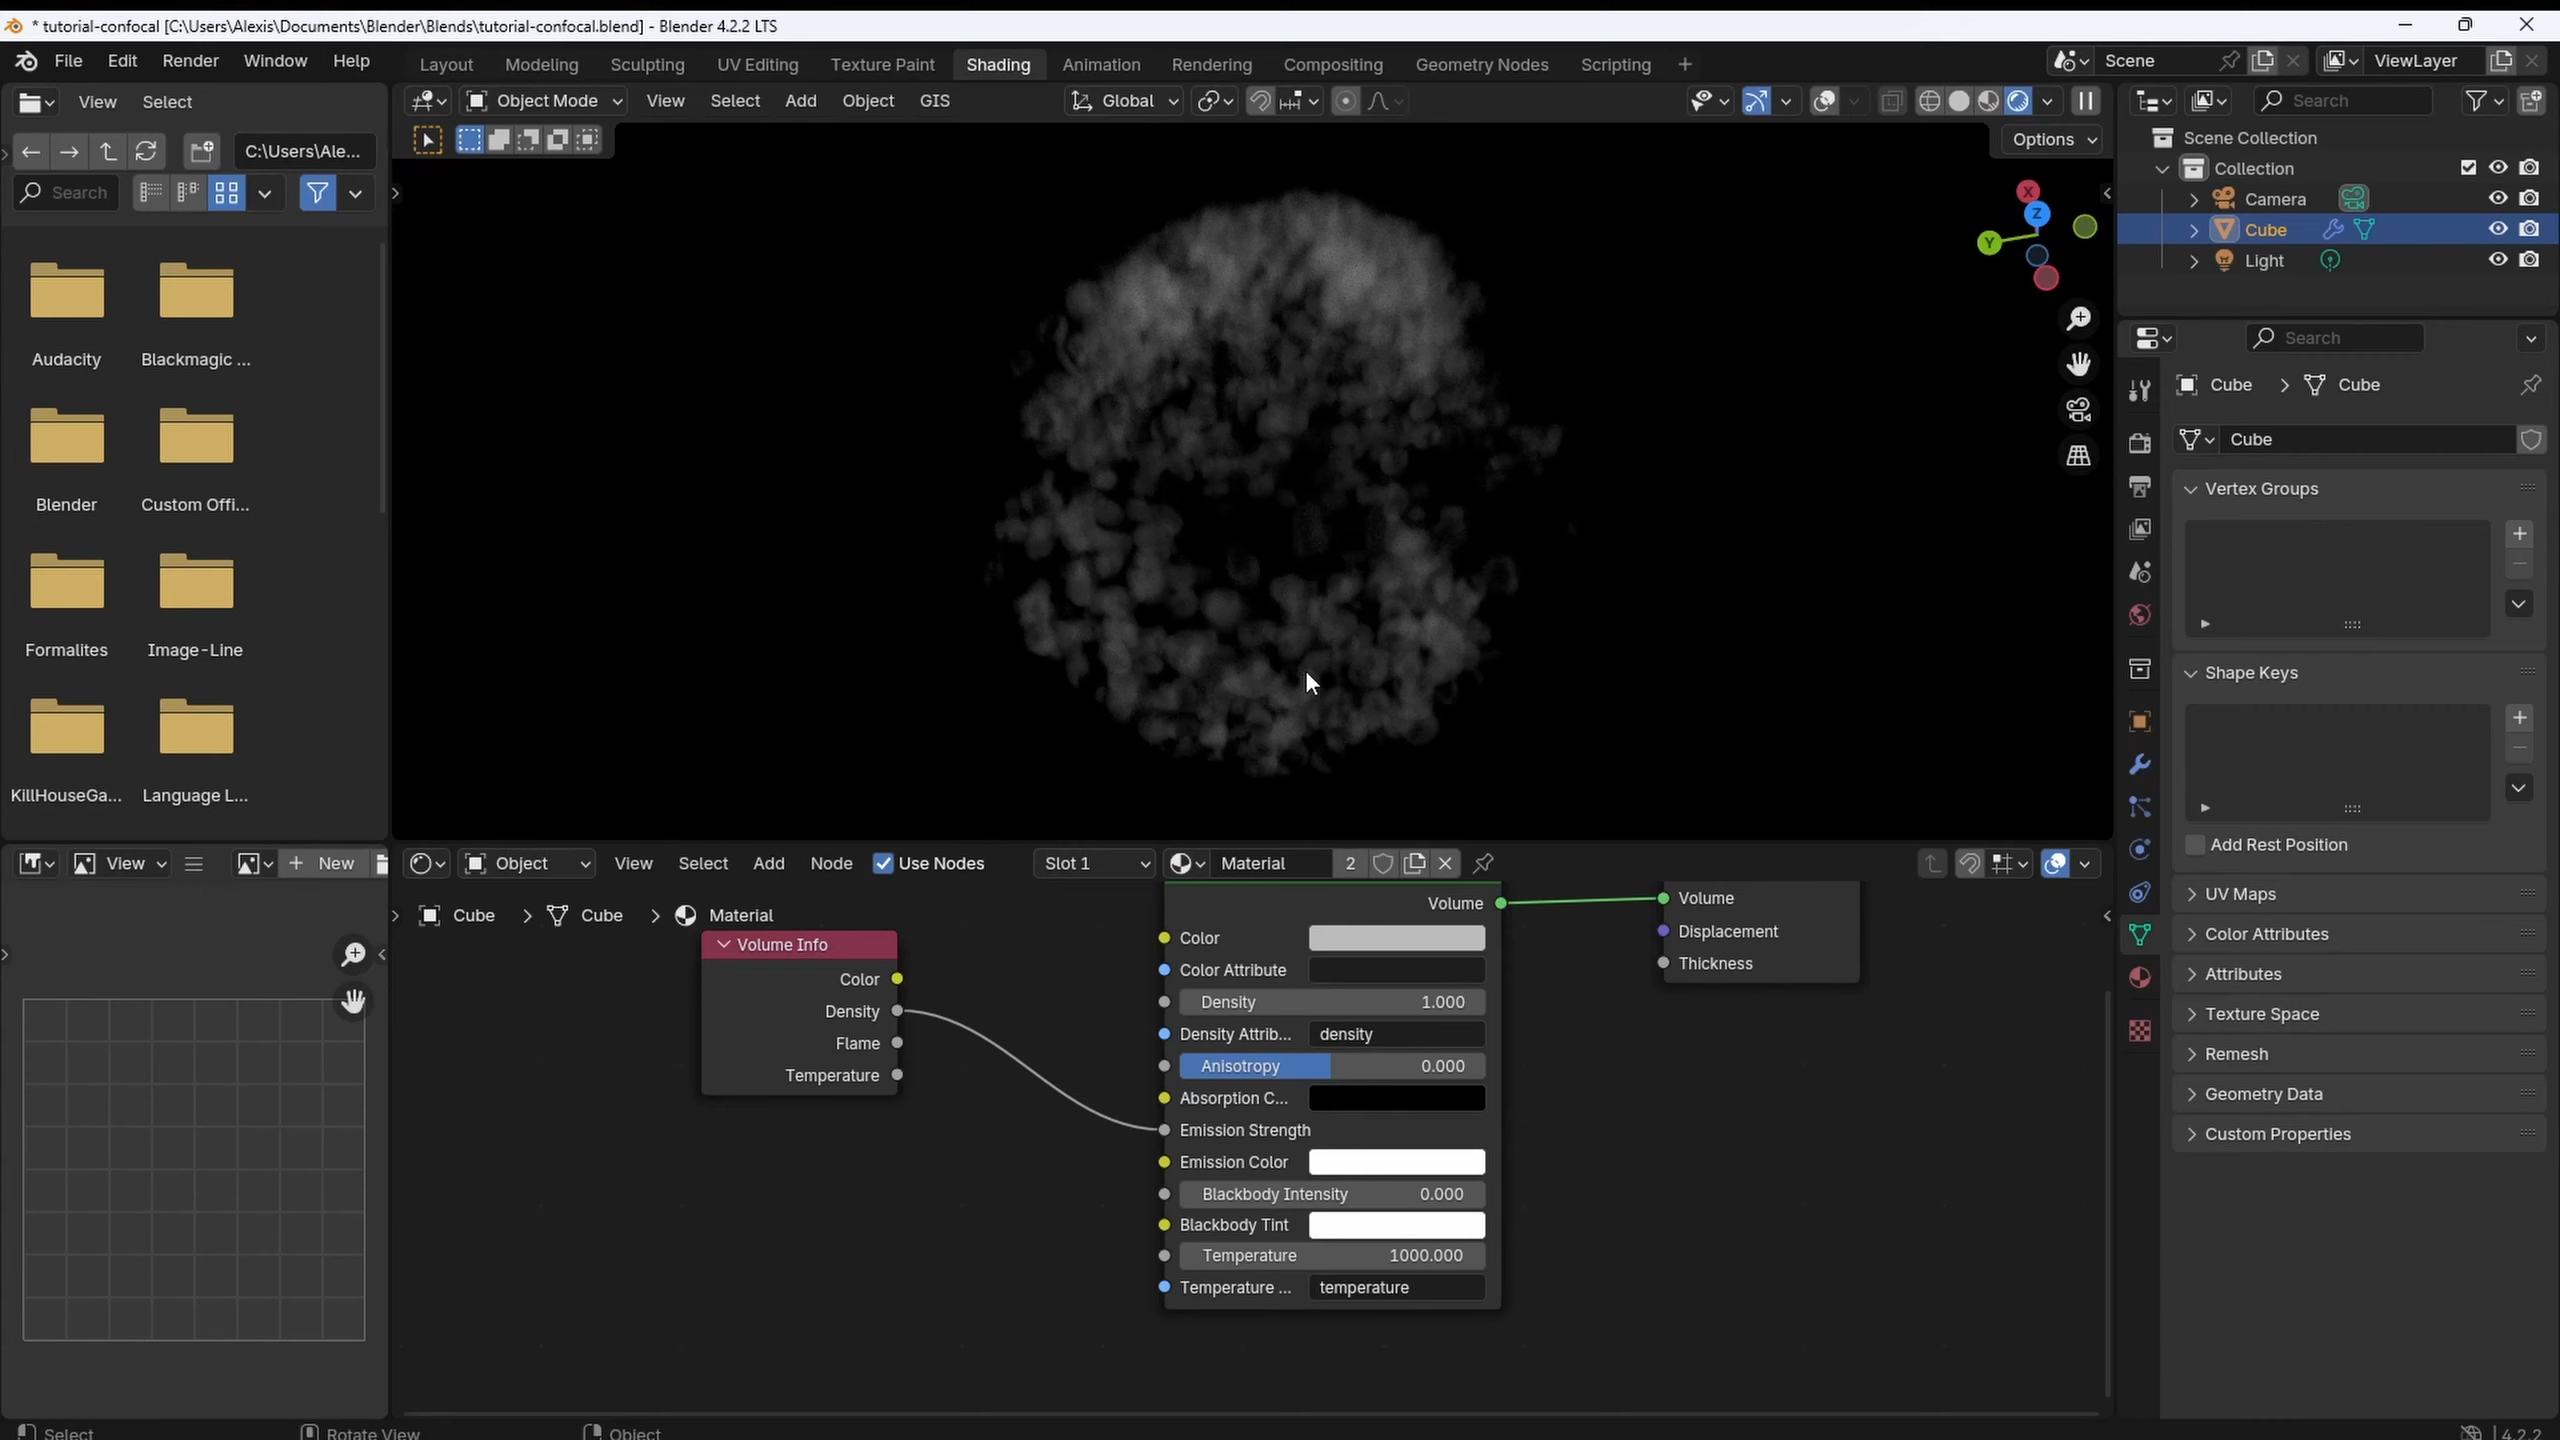 * tutorial-confocal [C:\Users\Alexis\Documents\Blender\Blends\tutorial-confocal.blend] - Blender 4.2.2 LTS
File Edit Render Window Help
Layout Modeling Sculpting UV Editing Texture Paint Shading Animation Rendering Compositing Geometry Nodes Scripting +
Scene
ViewLayer
View Select
Object Mode View Select Add Object GIS
Global
Search
C:\Users\Ale...
Search
Options
X
Z
Y
Scene Collection
Collection
Camera
Cube
Light
Audacity Blackmagic ...
Blender Custom Offi...
Formalites Image-Line
KillHouseGa... Language L...
Search
Cube > Cube
Cube
Vertex Groups
Shape Keys
Add Rest Position
UV Maps
Color Attributes
Attributes
Texture Space
Remesh
Geometry Data
Custom Properties
View
+ New
Object View Select Add Node Use Nodes Slot 1 Material 2
Cube > Cube > Material
Volume Info
Color
Density
Flame
Temperature
Volume
Color
Color Attribute
Density 1.000
Density Attrib... density
Anisotropy 0.000
Absorption C...
Emission Strength
Emission Color
Blackbody Intensity 0.000
Blackbody Tint
Temperature 1000.000
Temperature ... temperature
Volume
Displacement
Thickness
Select Rotate View Object
4.2.2